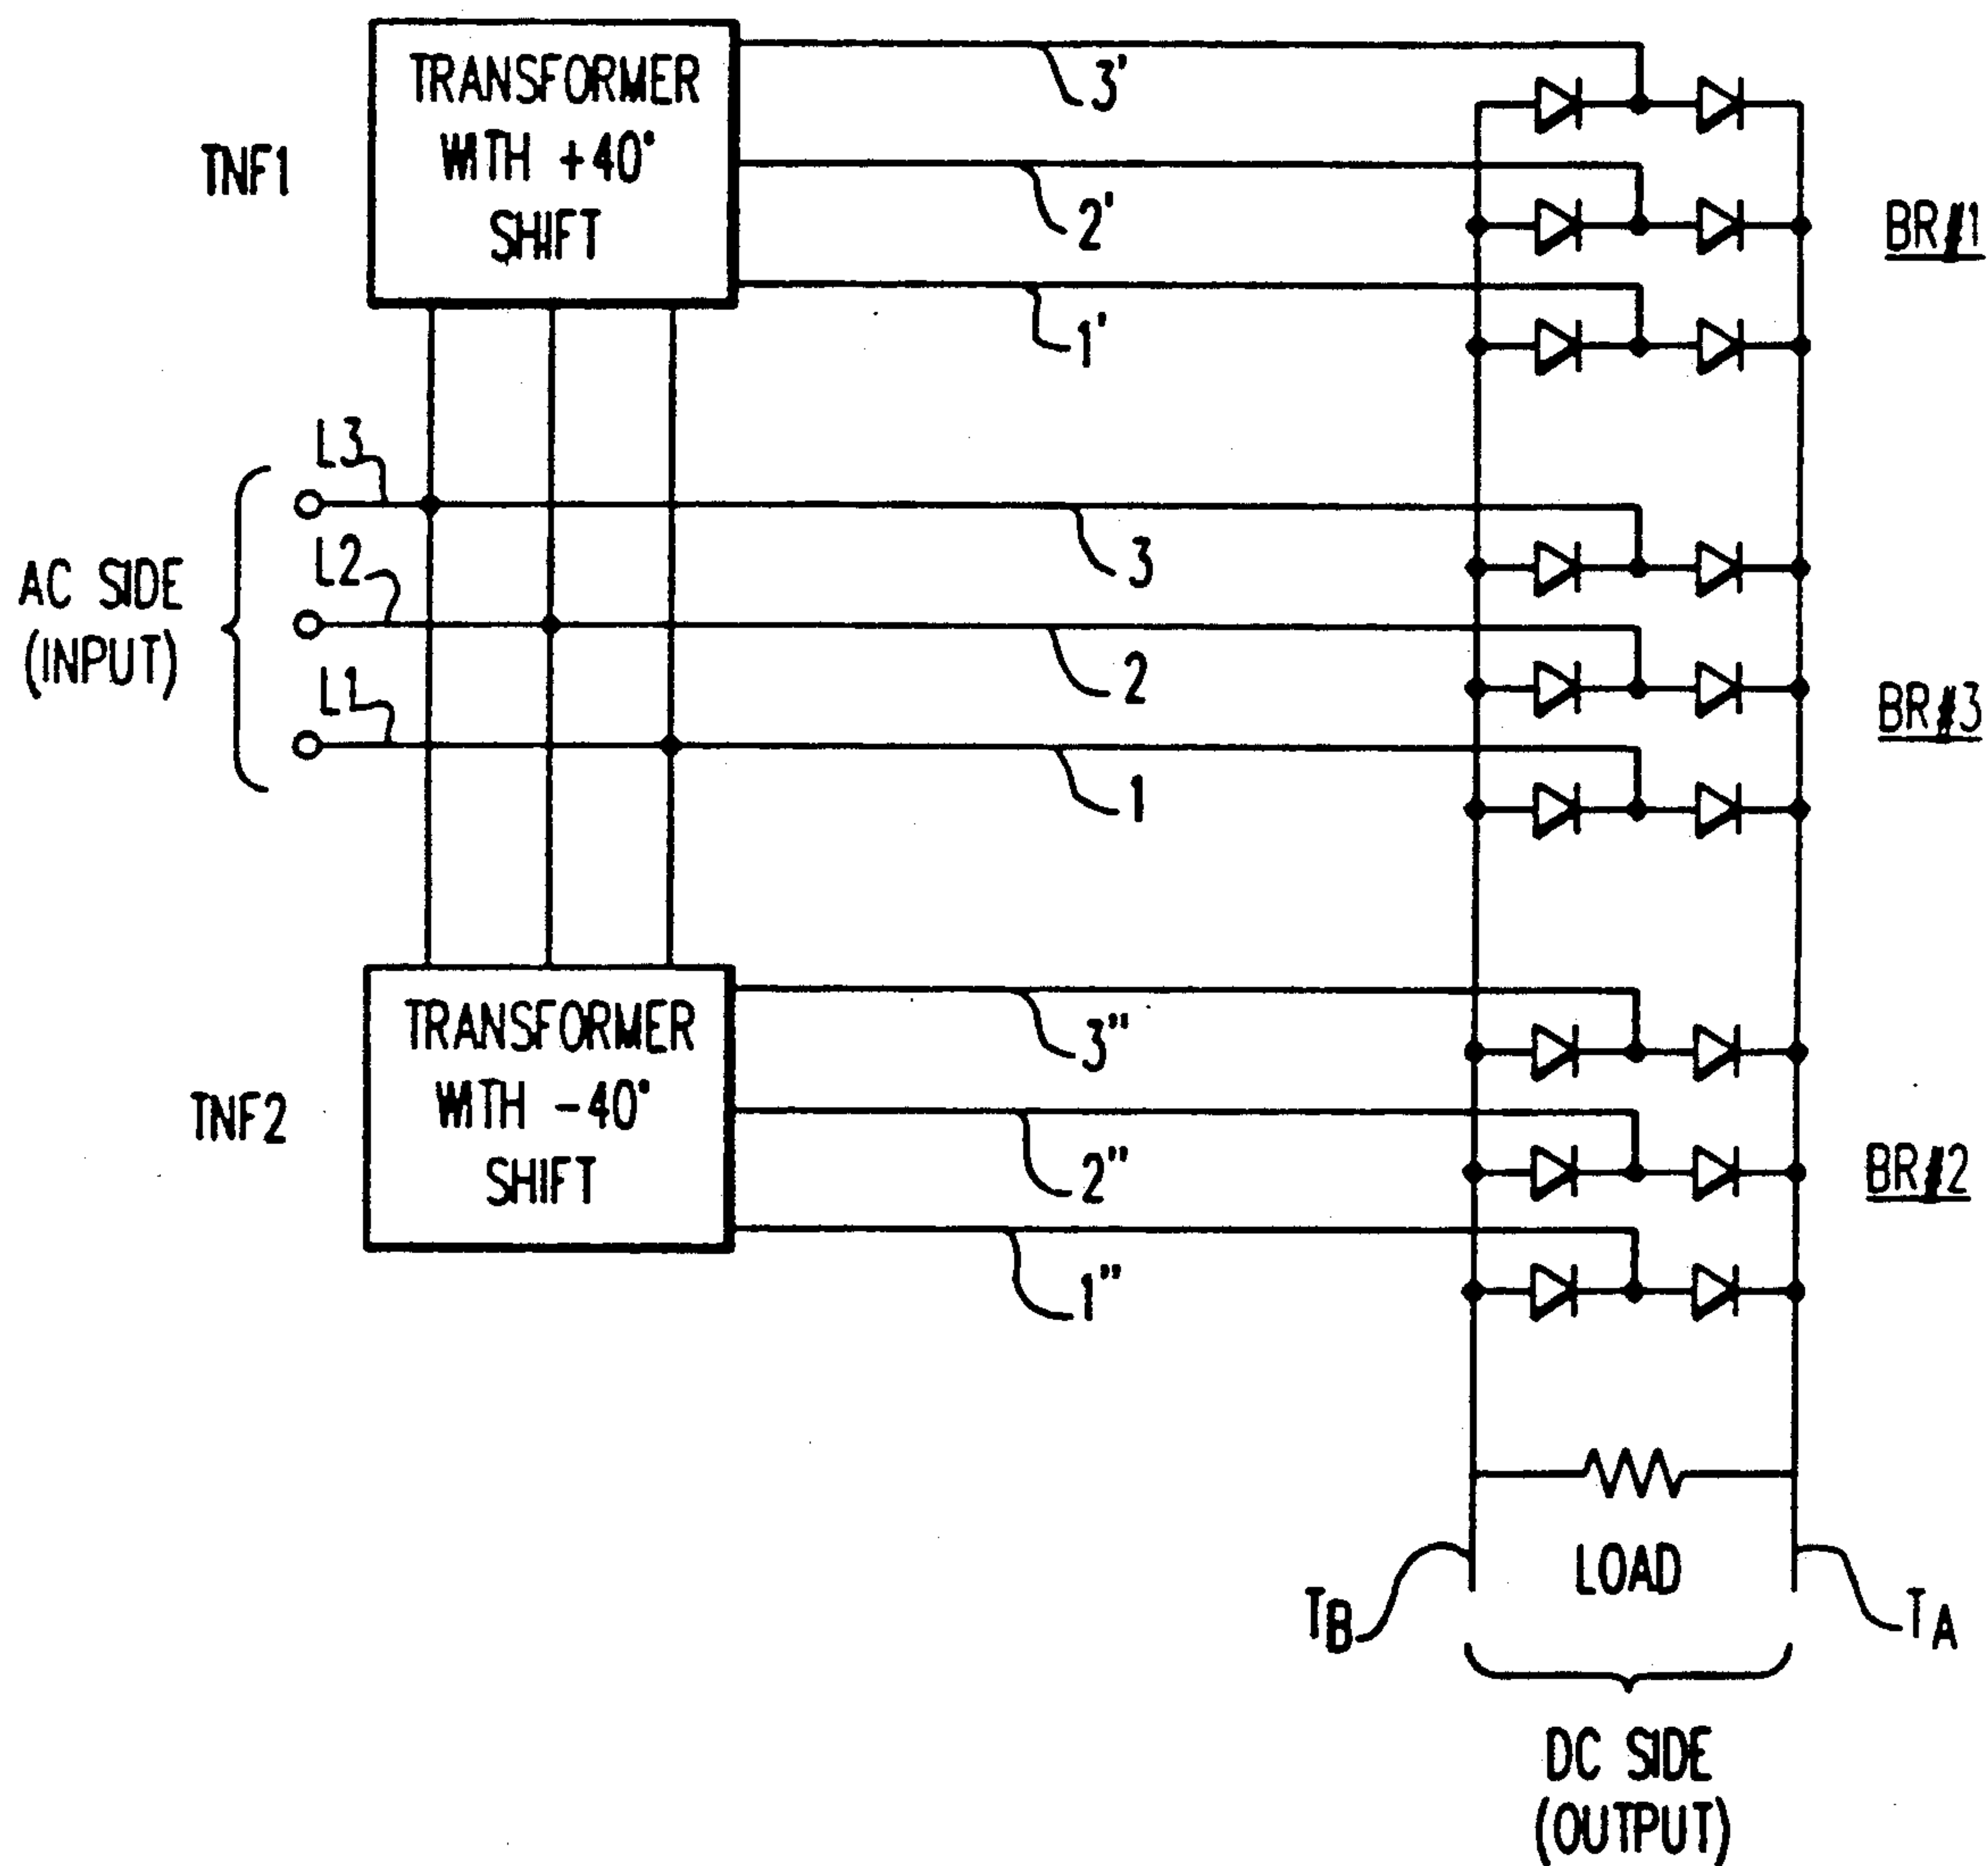 TRANSFORMER
WITH +40°
SHIFT
TNF1
3'
2'
1'
BR#1
L3
L2
L1
AC SIDE
(INPUT)
3
2
1
BR#3
TRANSFORMER
WITH -40°
SHIFT
TNF2
3"
2"
1"
BR#2
LOAD
TB
TA
DC SIDE
(OUTPUT)